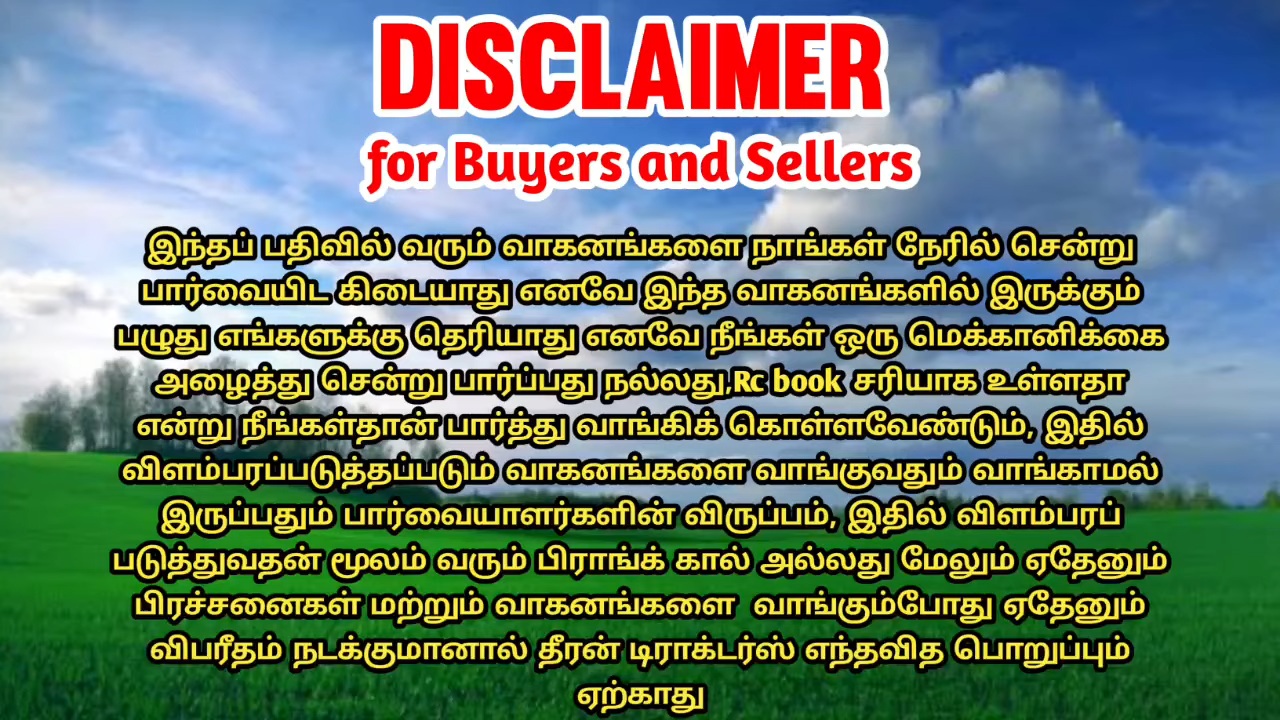 DISCLAIMER
for Buyers and Sellers
இந்தப் பதிவில் வரும் வாகனங்களை நாங்கள் நேரில் சென்று
பார்வையிட கிடையாது எனவே இந்த வாகனங்களில் இருக்கும்
பழுது எங்களுக்கு தெரியாது எனவே நீங்கள் ஒரு மெக்கானிக்கை
அழைத்து சென்று பார்ப்பது நல்லது,Rc book சரியாக உள்ளதா
என்று நீங்கள்தான் பார்த்து வாங்கிக் கொள்ளவேண்டும், இதில்
விளம்பரப்படுத்தப்படும் வாகனங்களை வாங்குவதும் வாங்காமல்
இருப்பதும் பார்வையாளர்களின் விருப்பம், இதில் விளம்பரப்
படுத்துவதன் மூலம் வரும் பிராங்க் கால் அல்லது மேலும் ஏதேனும்
பிரச்சனைகள் மற்றும் வாகனங்களை வாங்கும்போது ஏதேனும்
விபரீதம் நடக்குமானால் தீரன் டிராக்டர்ஸ் எந்தவித பொறுப்பும்
ஏற்காது